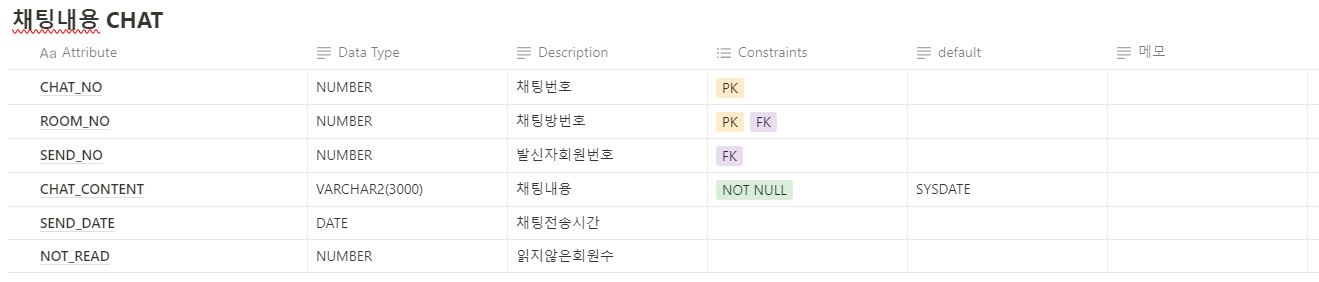 채팅내용 CHAT
Aa Attribute Data Type Description Constraints default 메모
CHAT_NO NUMBER 채팅번호 PK
ROOM_NO NUMBER 채팅방번호 PK FK
SEND_NO NUMBER 발신자회원번호 FK
CHAT_CONTENT VARCHAR2(3000) 채팅내용 NOT NULL SYSDATE
SEND_DATE DATE 채팅전송시간
NOT_READ NUMBER 읽지않은회원수